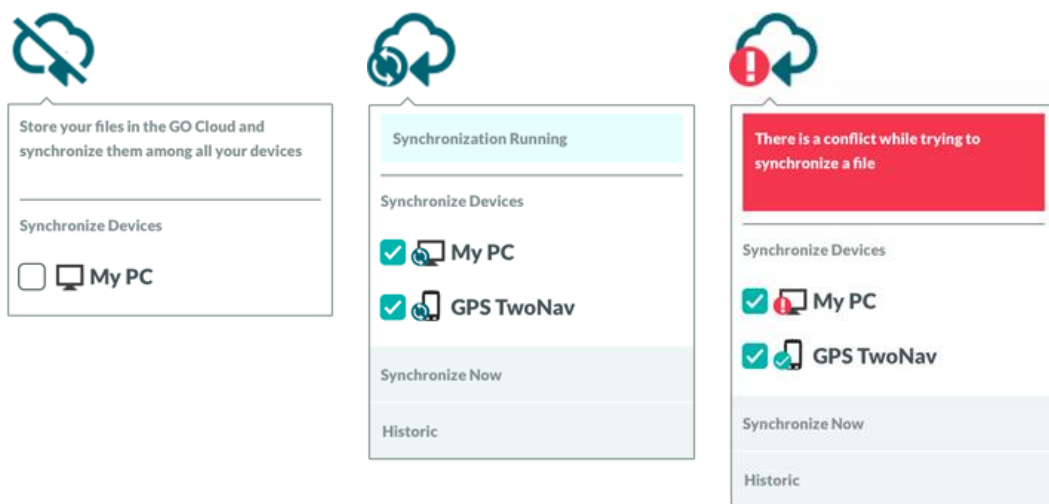 Store your files in the GO Cloud and
synchronize them among all your devices
Synchronize Devices
My PC
Synchronization Running
Synchronize Devices
My PC
GPS TwoNav
Synchronize Now
Historic
There is a conflict while trying to
synchronize a file
Synchronize Devices
My PC
GPS TwoNav
Synchronize Now
Historic